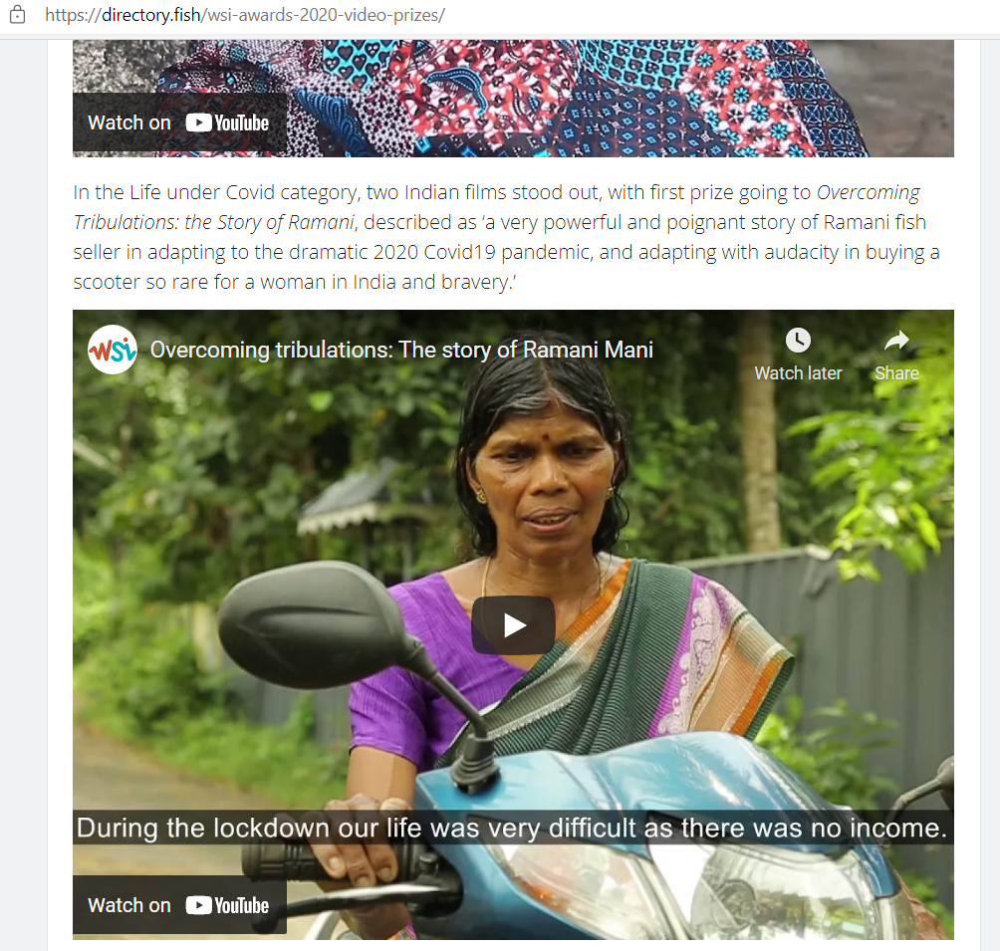 https://directory.fish/wsi-awards-2020-video-prizes/
Watch on YouTube
In the Life under Covid category, two Indian films stood out, with first prize going to Overcoming
Tribulations: the Story of Ramani, described as ‘a very powerful and poignant story of Ramani fish
seller in adapting to the dramatic 2020 Covid19 pandemic, and adapting with audacity in buying a
scooter so rare for a woman in India and bravery.’
WSi Overcoming tribulations: The story of Ramani Mani
Watch later Share
During the lockdown our life was very difficult as there was no income.
Watch on YouTube